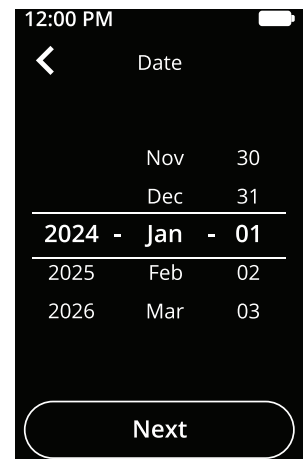 12:00 PM
Date
Nov 30
Dec 31
2024 - Jan - 01
2025 Feb 02
2026 Mar 03
Next